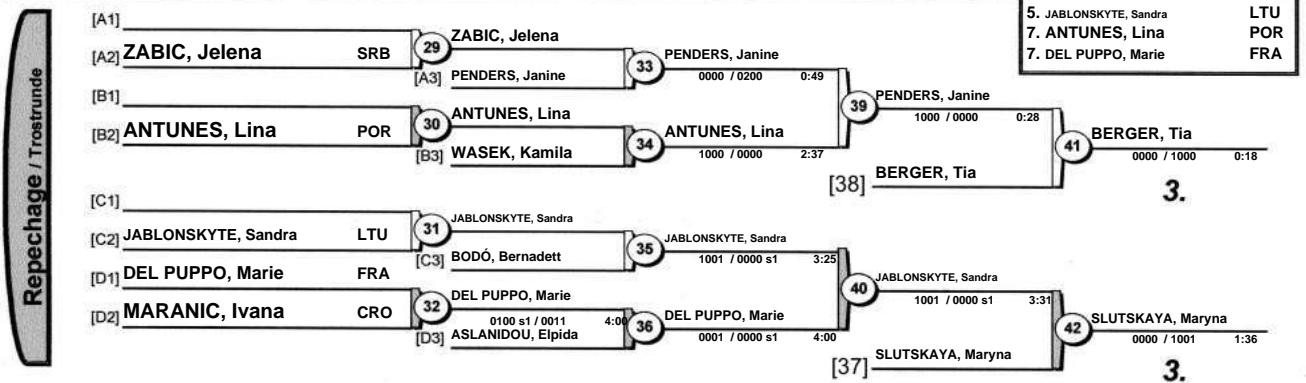 5. JABLONSKYTE, Sandra LTU
7. ANTUNES, Lina POR
7. DEL PUPPO, Marie FRA
Repechage / Trostrunde
[A1]
[A2] ZABIC, Jelena SRB
29
ZABIC, Jelena
[A3] PENDERS, Janine
33
PENDERS, Janine
0000 / 0200 0:49
[B1]
[B2] ANTUNES, Lina POR
30
ANTUNES, Lina
[B3] WASEK, Kamila
34
ANTUNES, Lina
1000 / 0000 2:37
39
PENDERS, Janine
1000 / 0000 0:28
[38] BERGER, Tia
41
BERGER, Tia
0000 / 1000 0:18
3.
[C1]
[C2] JABLONSKYTE, Sandra LTU
31
JABLONSKYTE, Sandra
[C3] BODÓ, Bernadett
35
JABLONSKYTE, Sandra
1001 / 0000 s1 3:25
[D1] DEL PUPPO, Marie FRA
[D2] MARANIC, Ivana CRO
32
DEL PUPPO, Marie
0100 s1 / 0011 4:00
[D3] ASLANIDOU, Elpida
36
DEL PUPPO, Marie
0001 / 0000 s1 4:00
40
JABLONSKYTE, Sandra
1001 / 0000 s1 3:31
[37] SLUTSKAYA, Maryna
42
SLUTSKAYA, Maryna
0000 / 1001 1:36
3.